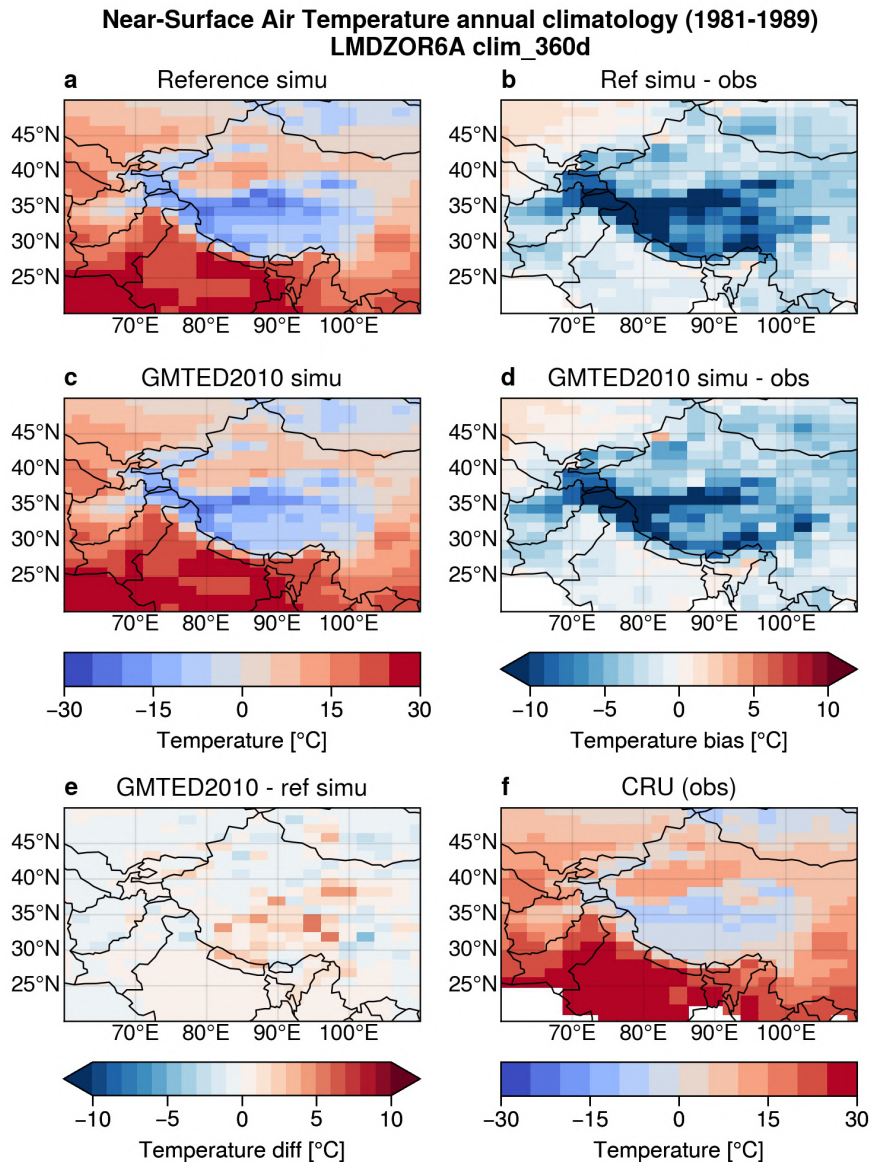 Near-Surface Air Temperature annual climatology (1981-1989)
LMDZOR6A clim_360d
a Reference simu
b Ref simu - obs
45°N
40°N
35°N
30°N
25°N
70°E 80°E 90°E 100°E
45°N
40°N
35°N
30°N
25°N
70°E 80°E 90°E 100°E
c GMTED2010 simu
d GMTED2010 simu - obs
45°N
40°N
35°N
30°N
25°N
70°E 80°E 90°E 100°E
45°N
40°N
35°N
30°N
25°N
70°E 80°E 90°E 100°E
−30 −15 0 15 30
Temperature [°C]
−10 −5 0 5 10
Temperature bias [°C]
e GMTED2010 - ref simu
f CRU (obs)
45°N
40°N
35°N
30°N
25°N
70°E 80°E 90°E 100°E
45°N
40°N
35°N
30°N
25°N
70°E 80°E 90°E 100°E
−10 −5 0 5 10
Temperature diff [°C]
−30 −15 0 15 30
Temperature [°C]